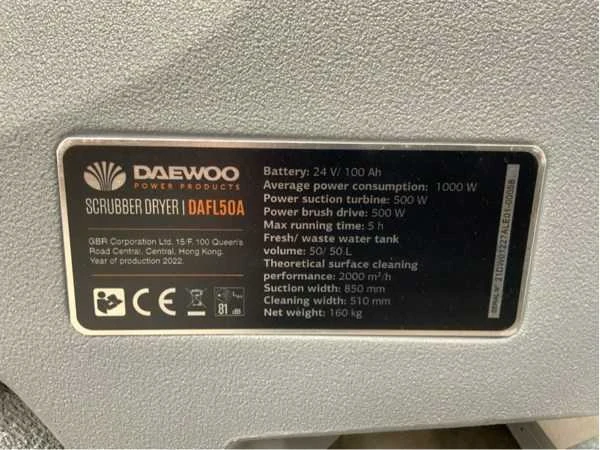 DAEWOO
POWER PRODUCTS
SCRUBBER DRYER | DAFL50A
GBR Corporation Ltd. 15/F. 100 Queen's
Road Central, Central, Hong Kong.
Year of production 2022.
CE
81 dB
Battery: 24 V/ 100 Ah
Average power consumption: 1000 W
Power suction turbine: 500 W
Power brush drive: 500 W
Max running time: 5 h
Fresh/ waste water tank
volume: 50/ 50 L
Theoretical surface cleaning
performance: 2000 m²/h
Suction width: 850 mm
Cleaning width: 510 mm
Net weight: 160 kg